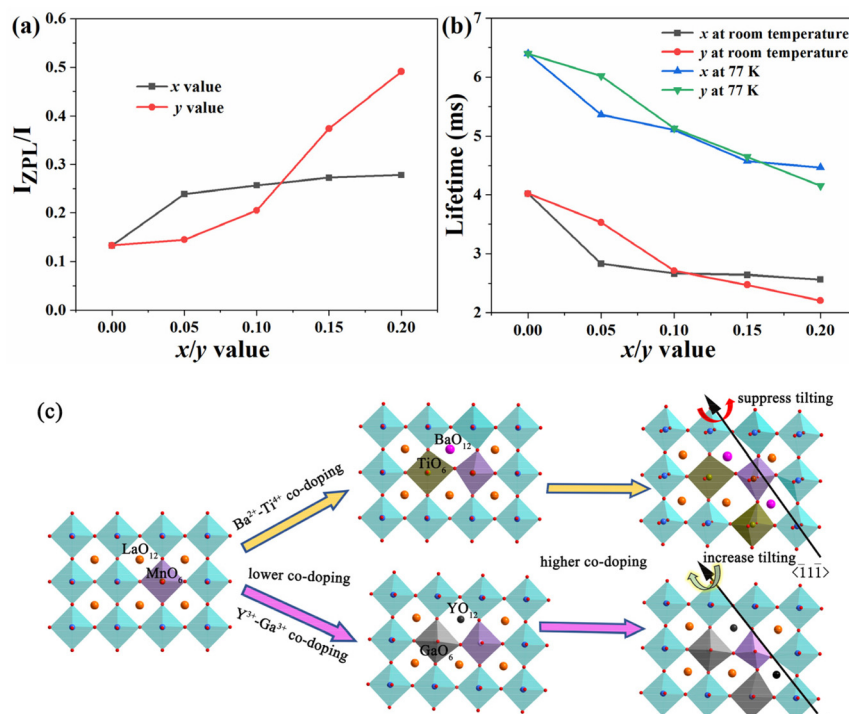 (a)
0.6
0.5
0.4
0.3
0.2
0.1
0.0
I_ZPL/I
x value
y value
0.00 0.05 0.10 0.15 0.20
x/y value
(b)
7
6
5
4
3
2
Lifetime (ms)
x at room temperature
y at room temperature
x at 77 K
y at 77 K
0.00 0.05 0.10 0.15 0.20
x/y value
(c)
LaO₁₂
MnO₆
Ba²⁺-Ti⁴⁺ co-doping
lower co-doping
Y³⁺-Ga³⁺ co-doping
BaO₁₂
TiO₆
YO₁₂
GaO₆
higher co-doping
suppress tilting
increase tilting
⟨1̄11̄⟩